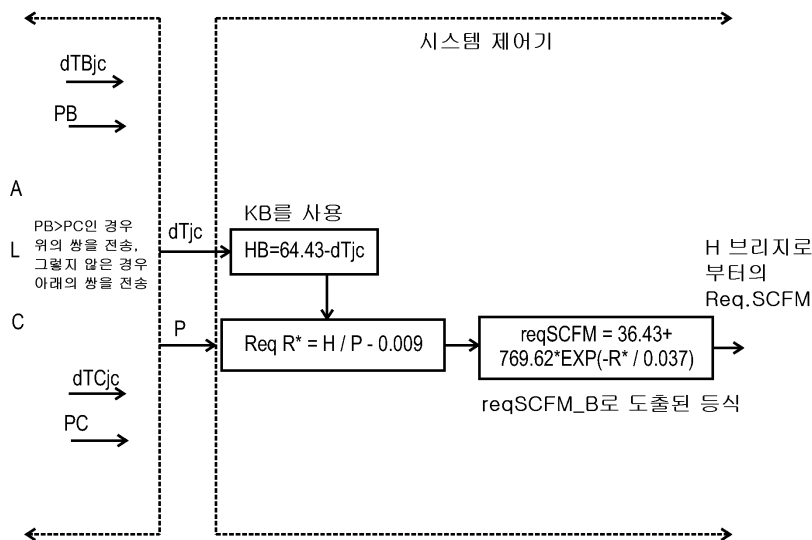 시스템 제어기
dTBjc
PB
A
L
C
PB>PC인 경우
위의 쌍을 전송,
그렇지 않은 경우
아래의 쌍을 전송
dTjc
P
dTCjc
PC
KB를 사용
HB=64.43-dTjc
Req R* = H / P - 0.009
reqSCFM = 36.43+
769.62*EXP(-R* / 0.037)
reqSCFM_B로 도출된 등식
H 브리지로
부터의
Req.SCFM